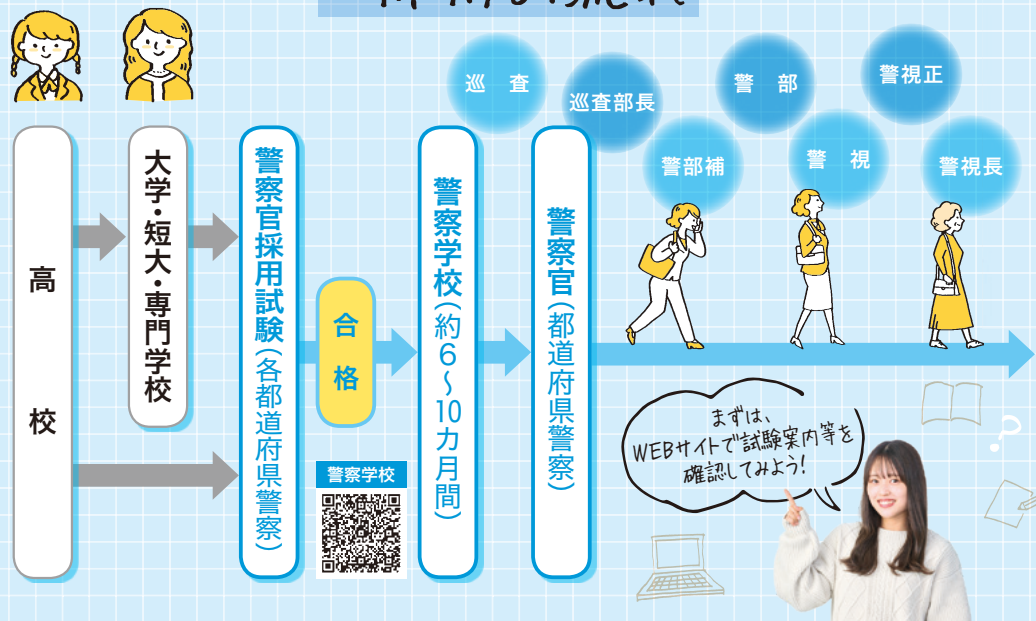 高校
大学・短大・専門学校
警察官採用試験(各都道府県警察)
合格
警察学校
警察学校(約6〜10カ月間)
警察官(都道府県警察)
巡査
巡査部長
警部補
警部
警視
警視正
警視長
まずは、
WEBサイトで試験案内等を
確認してみよう!
?